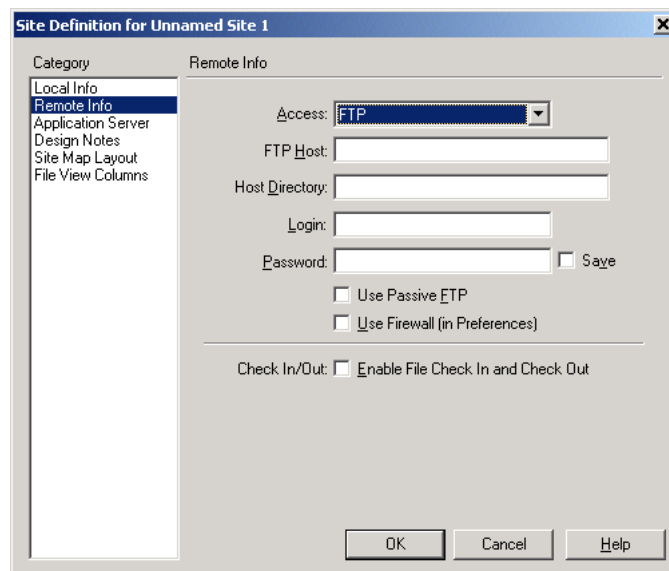 Site Definition for Unnamed Site 1
Category
Remote Info
Local Info
Remote Info
Application Server
Design Notes
Site Map Layout
File View Columns
Access: FTP
FTP Host:
Host Directory:
Login:
Password: Save
Use Passive FTP
Use Firewall (in Preferences)
Check In/Out: Enable File Check In and Check Out
OK Cancel Help